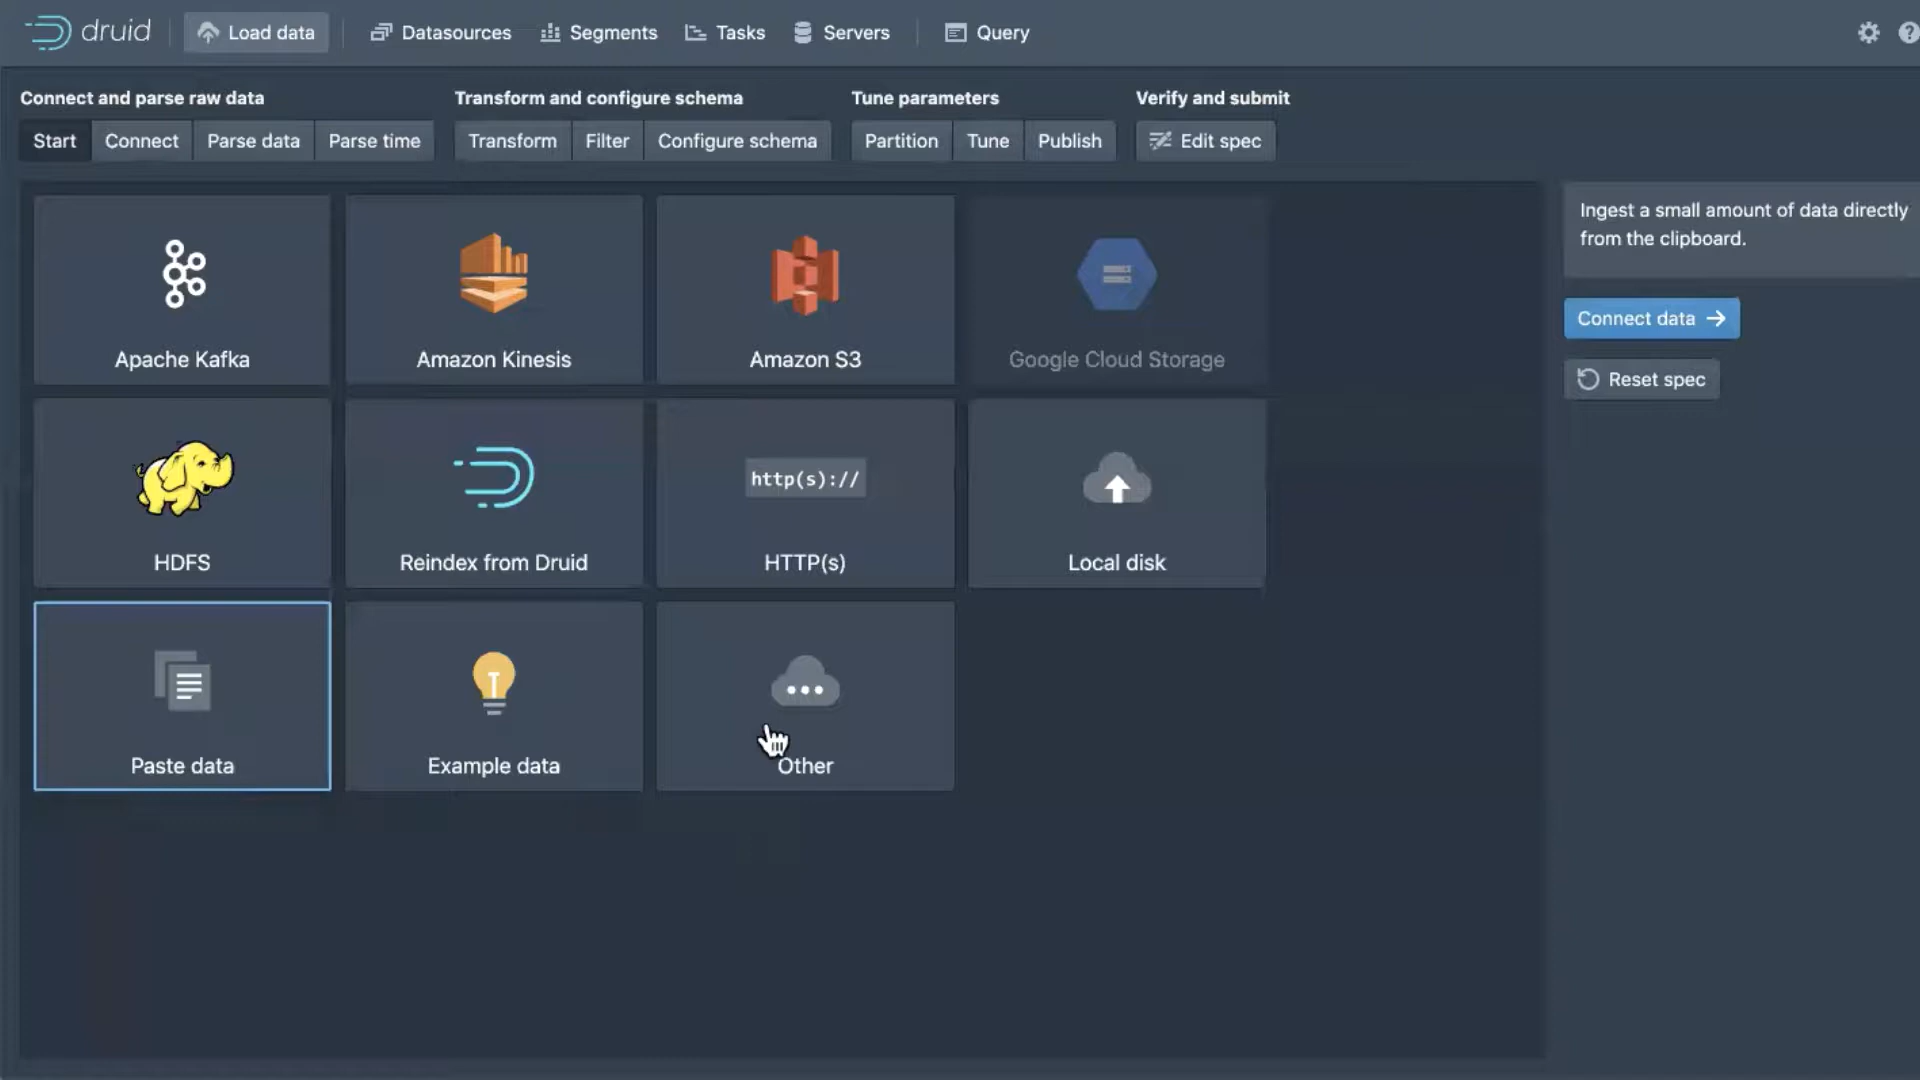 druid
Load data
Datasources
Segments
Tasks
Servers
Query
Connect and parse raw data
Transform and configure schema
Tune parameters
Verify and submit
Start
Connect
Parse data
Parse time
Transform
Filter
Configure schema
Partition
Tune
Publish
Edit spec
Apache Kafka
Amazon Kinesis
Amazon S3
Google Cloud Storage
HDFS
Reindex from Druid
http(s)://
HTTP(s)
Local disk
Paste data
Example data
Other
Ingest a small amount of data directly
from the clipboard.
Connect data
Reset spec